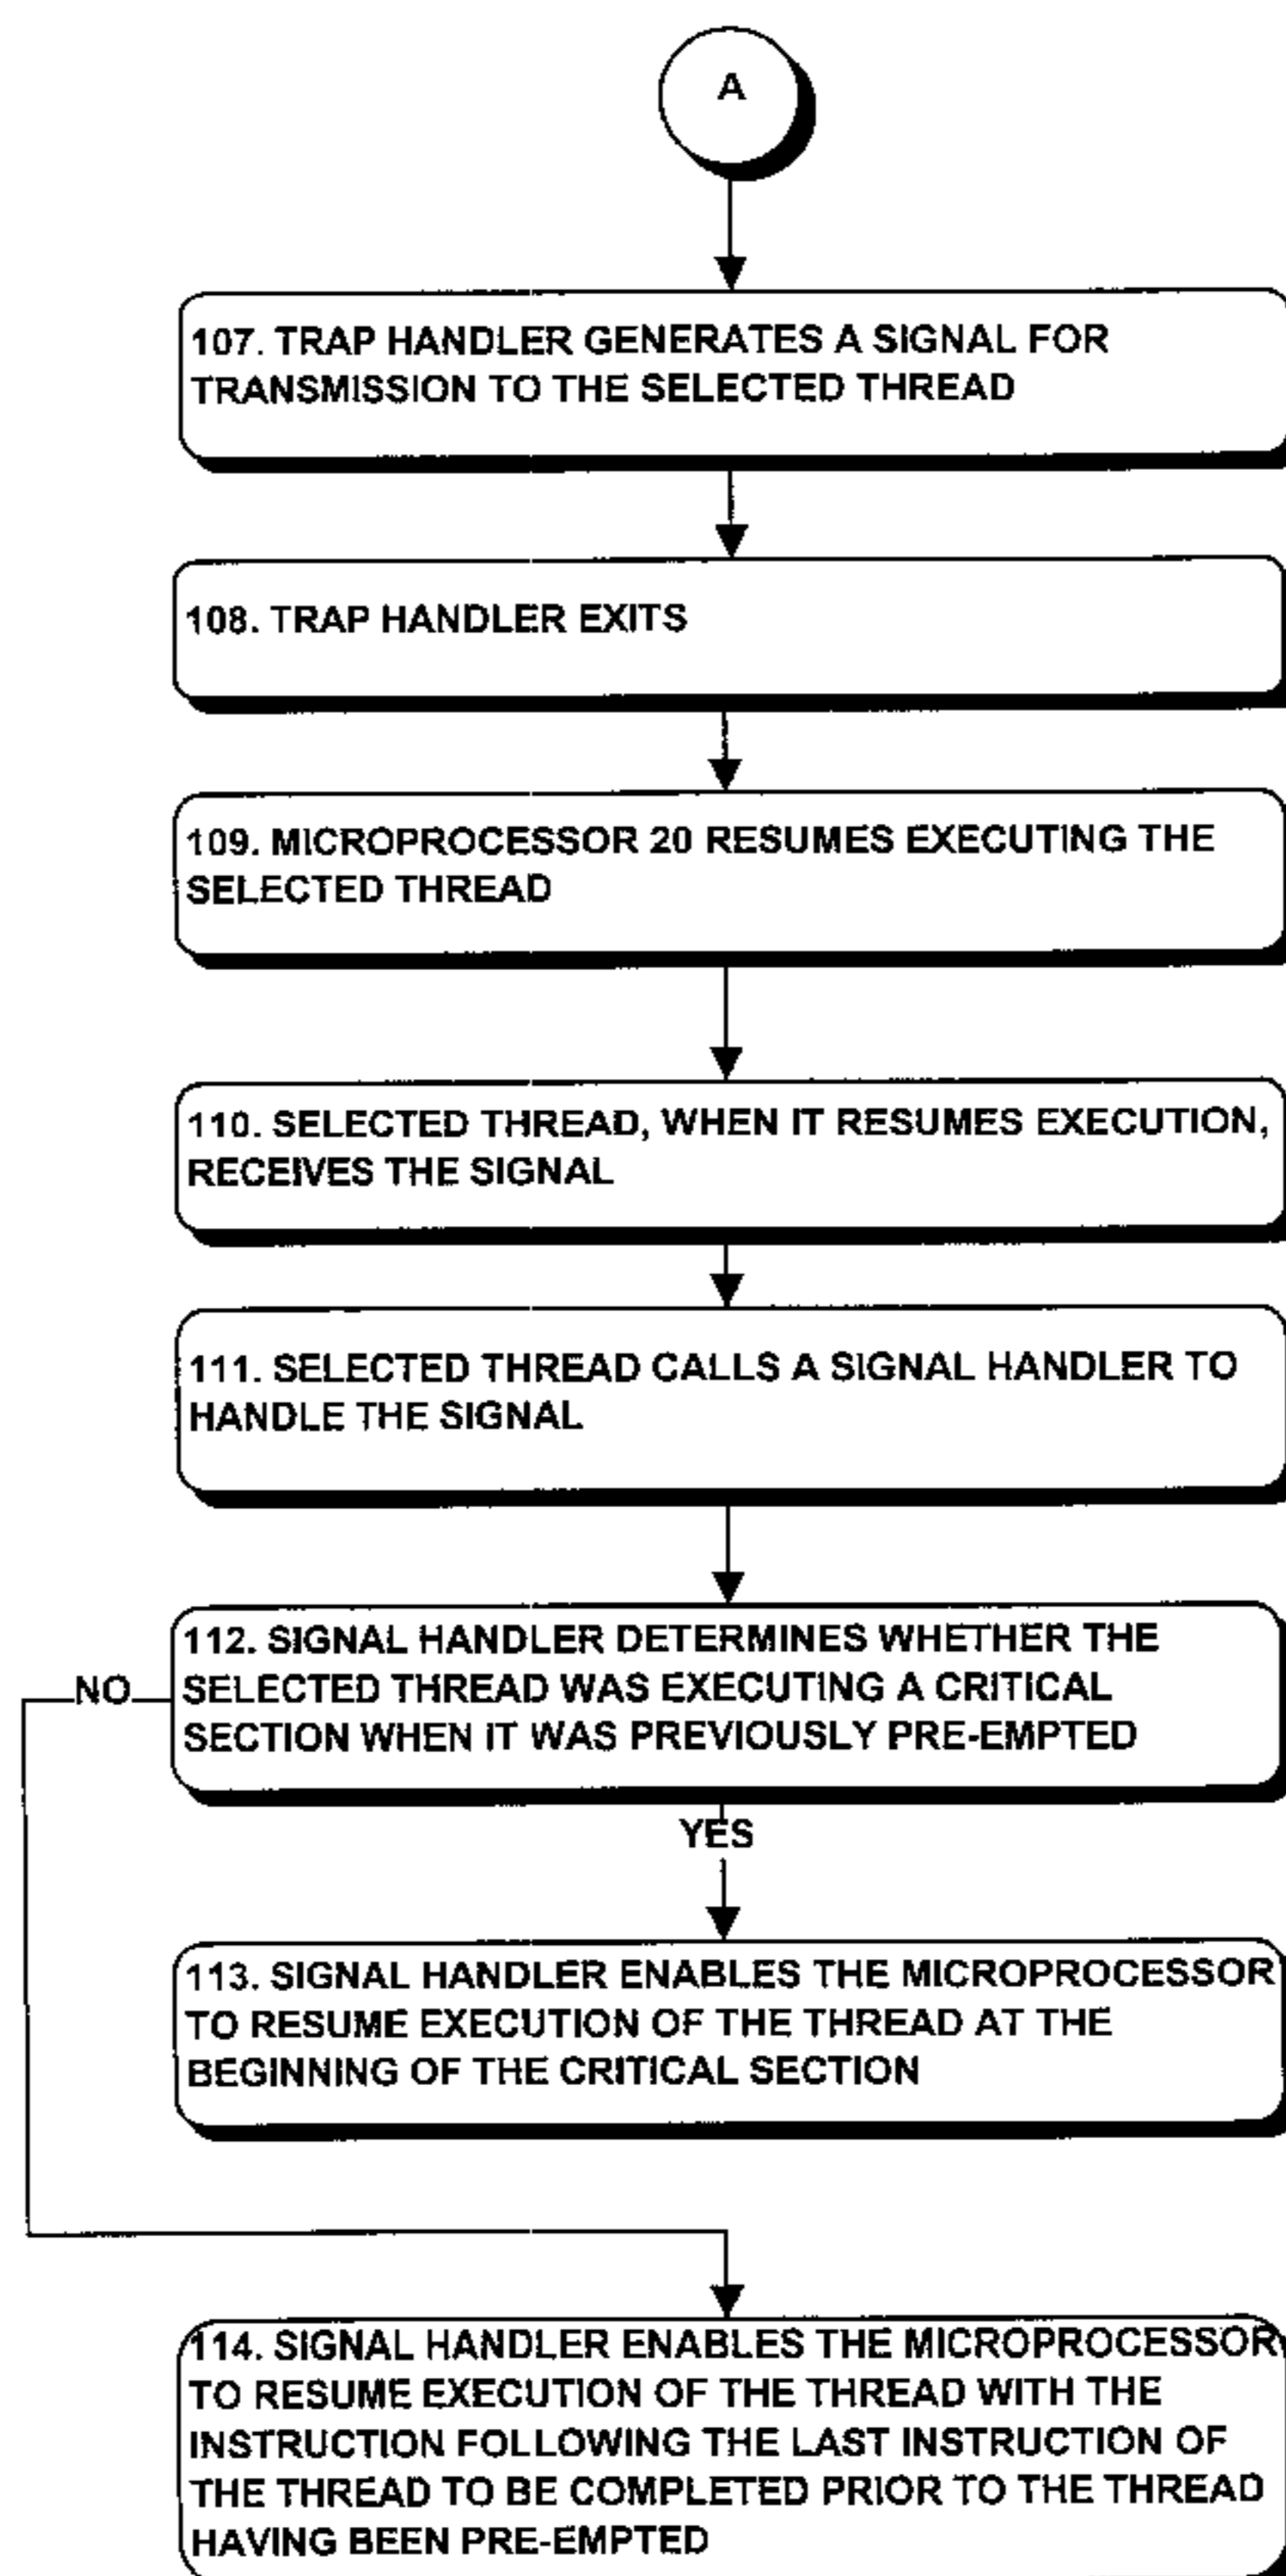 A
107. TRAP HANDLER GENERATES A SIGNAL FOR
TRANSMISSION TO THE SELECTED THREAD
108. TRAP HANDLER EXITS
109. MICROPROCESSOR 20 RESUMES EXECUTING THE
SELECTED THREAD
110. SELECTED THREAD, WHEN IT RESUMES EXECUTION,
RECEIVES THE SIGNAL
111. SELECTED THREAD CALLS A SIGNAL HANDLER TO
HANDLE THE SIGNAL
112. SIGNAL HANDLER DETERMINES WHETHER THE
SELECTED THREAD WAS EXECUTING A CRITICAL
SECTION WHEN IT WAS PREVIOUSLY PRE-EMPTED
NO
YES
113. SIGNAL HANDLER ENABLES THE MICROPROCESSOR
TO RESUME EXECUTION OF THE THREAD AT THE
BEGINNING OF THE CRITICAL SECTION
114. SIGNAL HANDLER ENABLES THE MICROPROCESSOR
TO RESUME EXECUTION OF THE THREAD WITH THE
INSTRUCTION FOLLOWING THE LAST INSTRUCTION OF
THE THREAD TO BE COMPLETED PRIOR TO THE THREAD
HAVING BEEN PRE-EMPTED